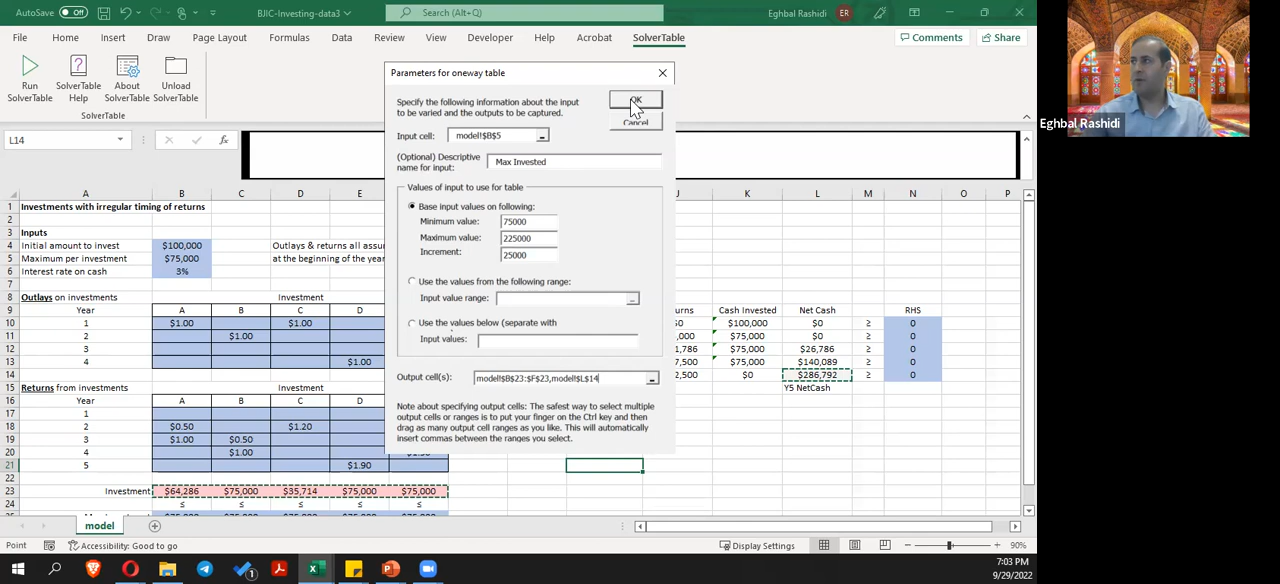 AutoSave Off BJIC-Investing-data3 Search (Alt+Q) Eghbal Rashidi ER
File Home Insert Draw Page Layout Formulas Data Review View Developer Help Acrobat SolverTable Comments Share
Run SolverTable SolverTable Help About SolverTable Unload SolverTable
SolverTable
L14 fx
Eghbal Rashidi
Parameters for oneway table
Specify the following information about the input
to be varied and the outputs to be captured.
OK
Cancel
Input cell: model!$B$5
(Optional) Descriptive
name for input: Max Invested
Values of input to use for table
Base input values on following:
Minimum value: 75000
Maximum value: 225000
Increment: 25000
Use the values from the following range:
Input value range:
Use the values below (separate with
Input values:
Output cell(s): model!$B$23:$F$23,model!$L$14
Note about specifying output cells: The safest way to select multiple
output cells or ranges is to put your finger on the Ctrl key and then
drag as many output cell ranges as you like. This will automatically
insert commas between the ranges you select.
A B C D E J K L M N O P
1 Investments with irregular timing of returns
2
3 Inputs
4 Initial amount to invest $100,000 Outlays & returns all assu
5 Maximum per investment $75,000 at the beginning of the yea
6 Interest rate on cash 3%
7
8 Outlays on investments Investment
9 Year A B C D urns Cash Invested Net Cash RHS
10 1 $1.00 $1.00 $0 $100,000 $0 ≥ 0
11 2 $1.00 ,000 $75,000 $0 ≥ 0
12 3 ,786 $75,000 $26,786 ≥ 0
13 4 $1.00 7,500 $75,000 $140,089 ≥ 0
14 2,500 $0 $286,792 ≥ 0
15 Returns from investments Investment Y5 NetCash
16 Year A B C D
17 1
18 2 $0.50 $1.20
19 3 $1.00 $0.50
20 4 $1.00
21 5 $1.90
22
23 Investment $64,286 $75,000 $35,714 $75,000 $75,000
24 ≤ ≤ ≤ ≤ ≤
model
Point Accessibility: Good to go Display Settings 90%
7:03 PM
9/29/2022